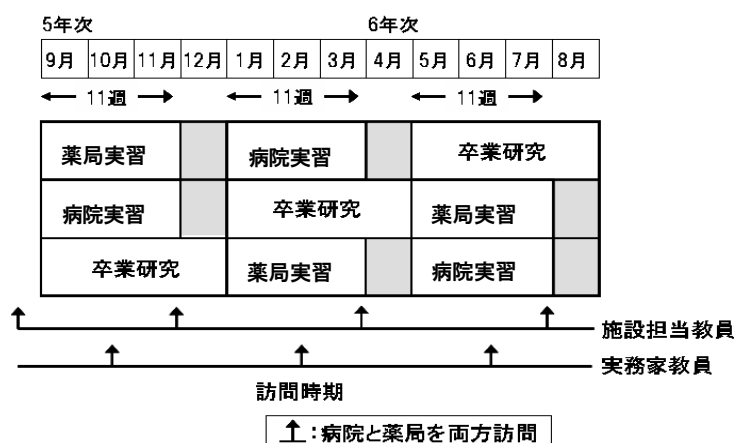 5年次 6年次
9月 10月 11月 12月 1月 2月 3月 4月 5月 6月 7月 8月
11週 11週 11週
薬局実習 病院実習 卒業研究
病院実習 卒業研究 薬局実習
卒業研究 薬局実習 病院実習
施設担当教員
実務家教員
訪問時期
↑:病院と薬局を両方訪問